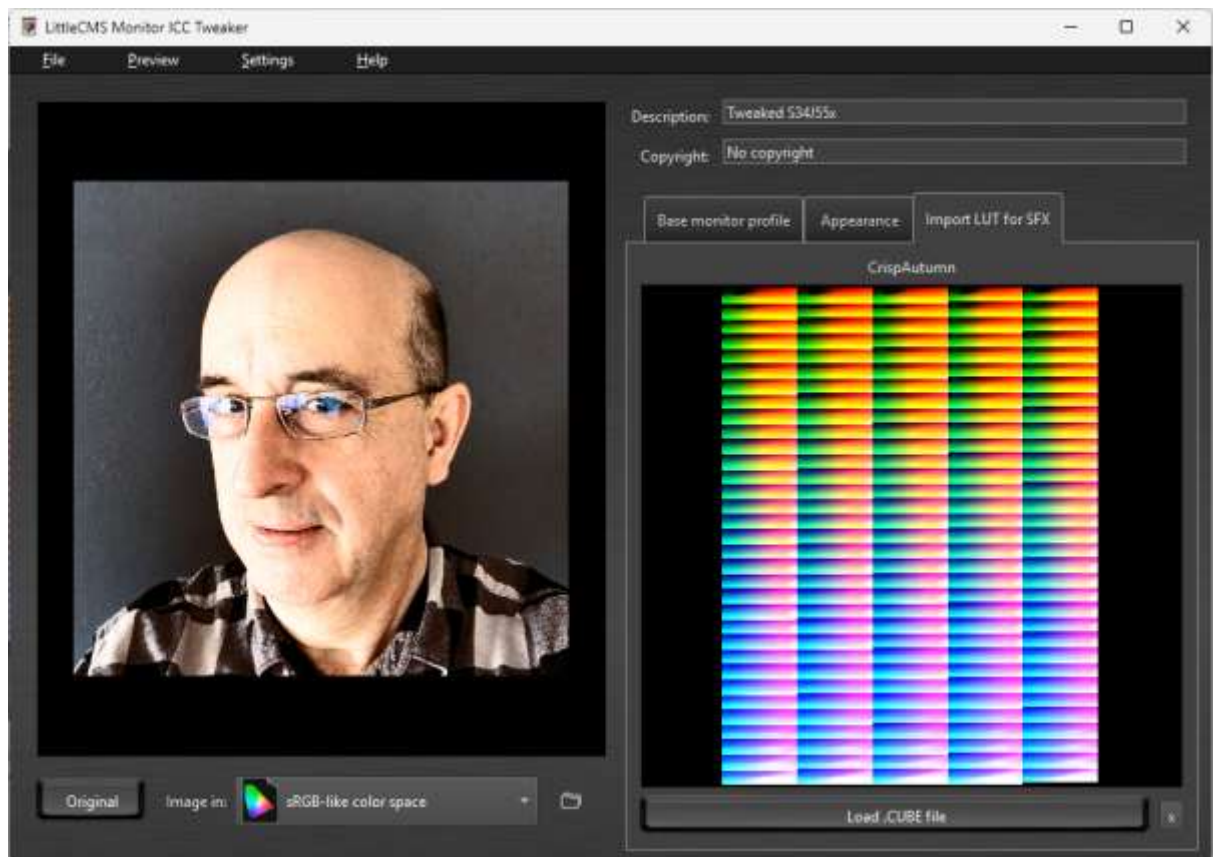 LittleCMS Monitor ICC Tweaker
File Preview Settings Help
Description: Tweaked S34J55x
Copyright: No copyright
Base monitor profile Appearance Import LUT for SFX
CrispAutumn
Original Image in: sRGB-like color space
Load .CUBE file x